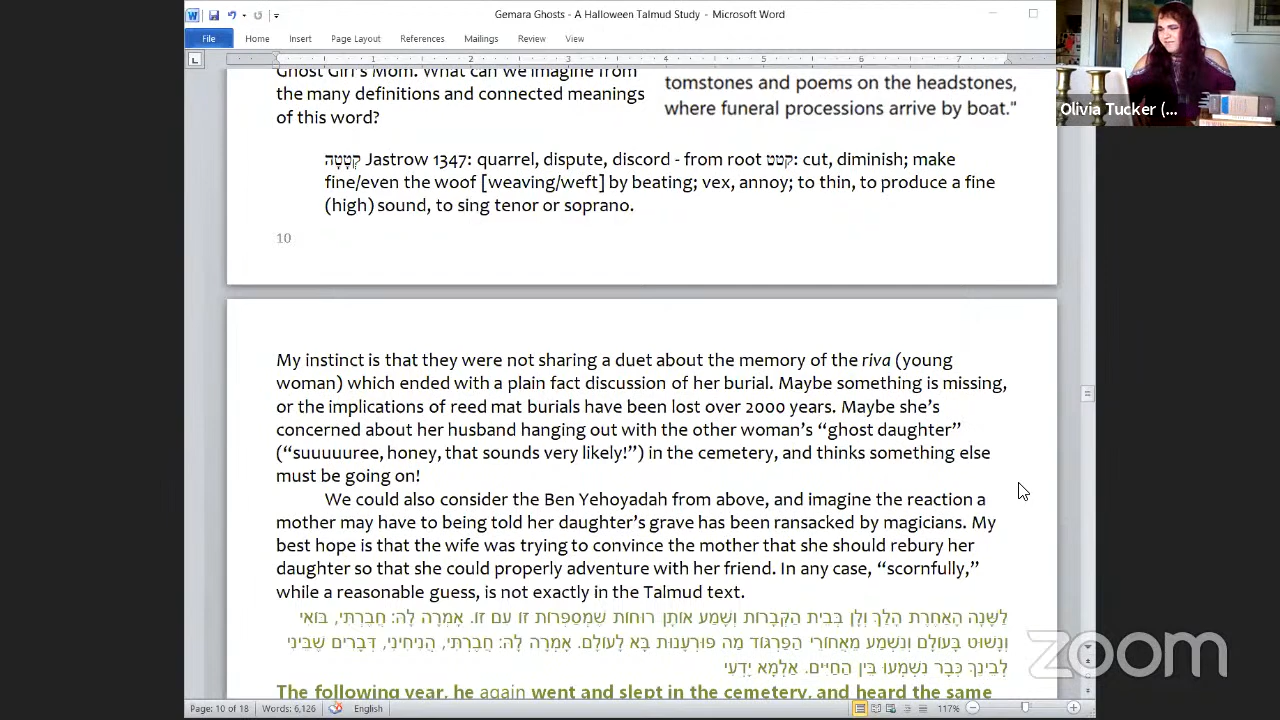 Gemara Ghosts - A Halloween Talmud Study - Microsoft Word
File Home Insert Page Layout References Mailings Review View
1 2 3 4 5 6 7
Olivia Tucker (...
Ghost Girl's Mom. What can we imagine from
the many definitions and connected meanings
of this word?
tomstones and poems on the headstones,
where funeral processions arrive by boat."
קְטָטָה Jastrow 1347: quarrel, dispute, discord - from root קטט: cut, diminish; make
fine/even the woof [weaving/weft] by beating; vex, annoy; to thin, to produce a fine
(high) sound, to sing tenor or soprano.
10
My instinct is that they were not sharing a duet about the memory of the riva (young
woman) which ended with a plain fact discussion of her burial. Maybe something is missing,
or the implications of reed mat burials have been lost over 2000 years. Maybe she's
concerned about her husband hanging out with the other woman's “ghost daughter”
(“suuuuuree, honey, that sounds very likely!”) in the cemetery, and thinks something else
must be going on!
We could also consider the Ben Yehoyadah from above, and imagine the reaction a
mother may have to being told her daughter's grave has been ransacked by magicians. My
best hope is that the wife was trying to convince the mother that she should rebury her
daughter so that she could properly adventure with her friend. In any case, “scornfully,”
while a reasonable guess, is not exactly in the Talmud text.
לַשָּׁנָה הָאַחֶרֶת הָלַךְ וְלָן בְּבֵית הַקְּבָרוֹת וְשָׁמַע אוֹתָן רוּחוֹת שֶׁמְּסַפְּרוֹת זוֹ עִם זוֹ. אָמְרָה לָהּ: חֲבֶרְתִּי, בּוֹאִי
וְנָשׁוּט בָּעוֹלָם וְנִשְׁמַע מֵאֲחוֹרֵי הַפַּרְגּוֹד מָה פּוּרְעָנוּת בָּא לָעוֹלָם. אָמְרָה לָהּ: חֲבֶרְתִּי, הֲנִיחִינִי, דְּבָרִים שֶׁבֵּינִי
לְבֵינֵךְ כְּבָר נִשְׁמְעוּ בֵּין הַחַיִּים. אַלְמָא יָדְעִי
The following year, he again went and slept in the cemetery, and heard the same
zoom
Page: 10 of 18 Words: 6,126 English 117%